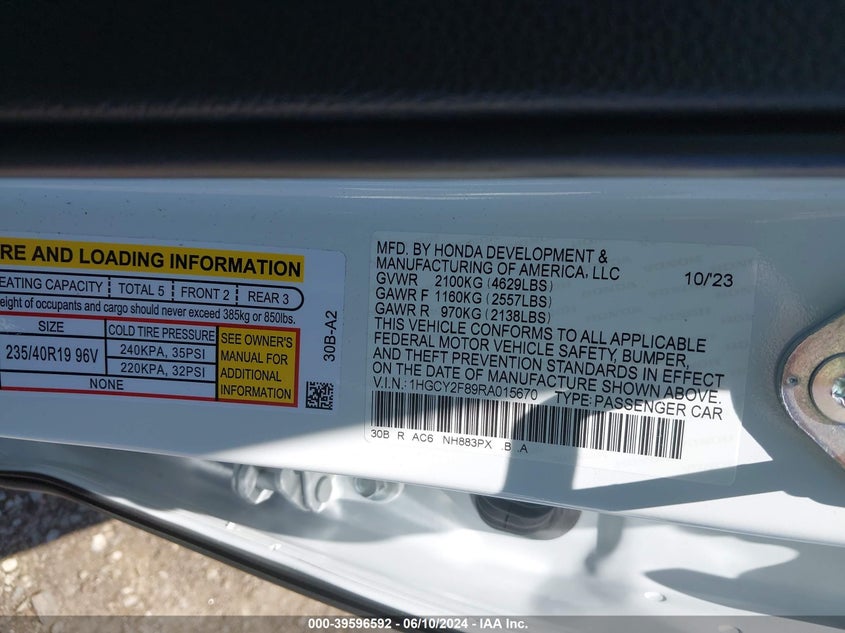 RE AND LOADING INFORMATION
EATING CAPACITY TOTAL 5 FRONT 2 REAR 3
eight of occupants and cargo should never exceed 385kg or 850lbs.
SIZE COLD TIRE PRESSURE
235/40R19 96V 240KPA, 35PSI
220KPA, 32PSI
NONE
SEE OWNER'S
MANUAL FOR
ADDITIONAL
INFORMATION
30B-A2
MFD. BY HONDA DEVELOPMENT &
MANUFACTURING OF AMERICA, LLC 10/'23
GVWR 2100KG (4629LBS)
GAWR F 1160KG (2557LBS)
GAWR R 970KG (2138LBS)
THIS VEHICLE CONFORMS TO ALL APPLICABLE
FEDERAL MOTOR VEHICLE SAFETY, BUMPER,
AND THEFT PREVENTION STANDARDS IN EFFECT
ON THE DATE OF MANUFACTURE SHOWN ABOVE.
V.I.N.: 1HGCY2F89RA015670 TYPE: PASSENGER CAR
30B R AC6 NH883PX .B .A
000-39596592 / 06/10/2024 - IAA Inc.